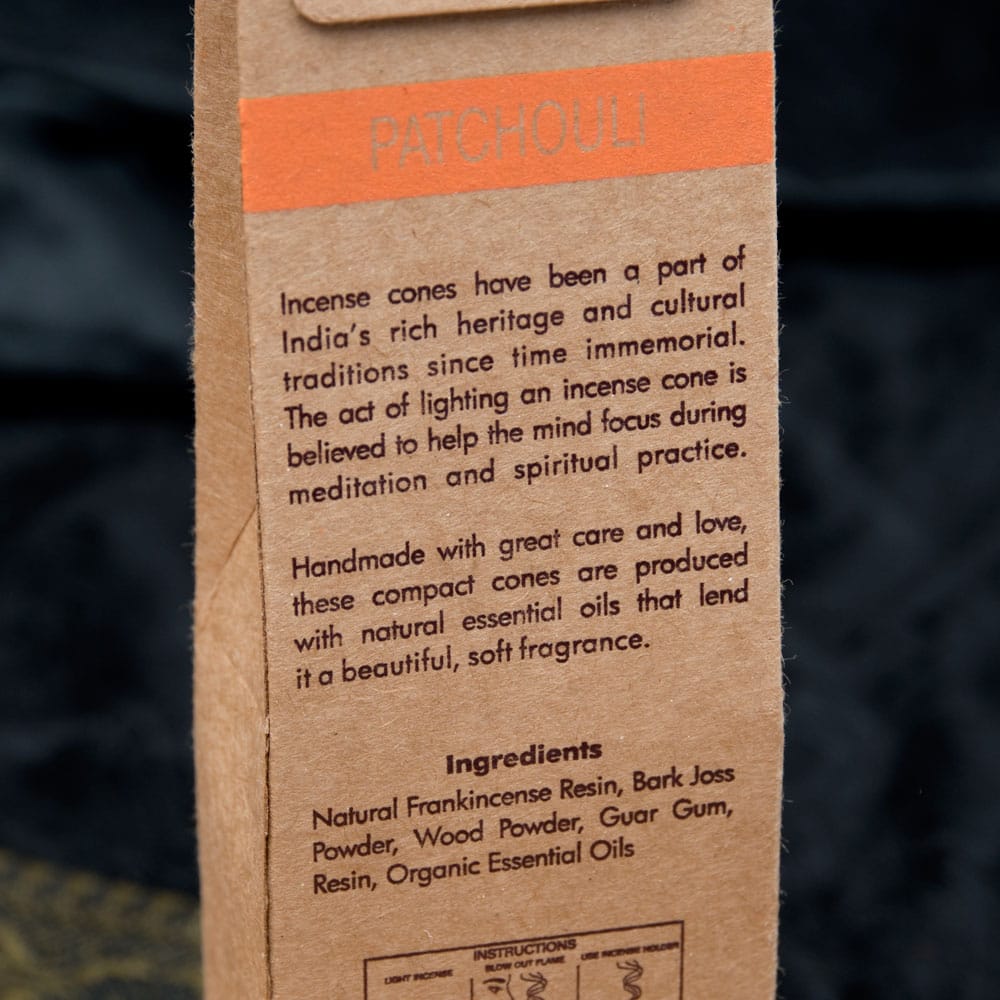 PATCHOULI
Incense cones have been a part of
India's rich heritage and cultural
traditions since time immemorial.
The act of lighting an incense cone is
believed to help the mind focus during
meditation and spiritual practice.
Handmade with great care and love,
these compact cones are produced
with natural essential oils that lend
it a beautiful, soft fragrance.
Ingredients
Natural Frankincense Resin, Bark Joss
Powder, Wood Powder, Guar Gum,
Resin, Organic Essential Oils
INSTRUCTIONS
LIGHT INCENSE BLOW OUT FLAME USE INCENSE HOLDER